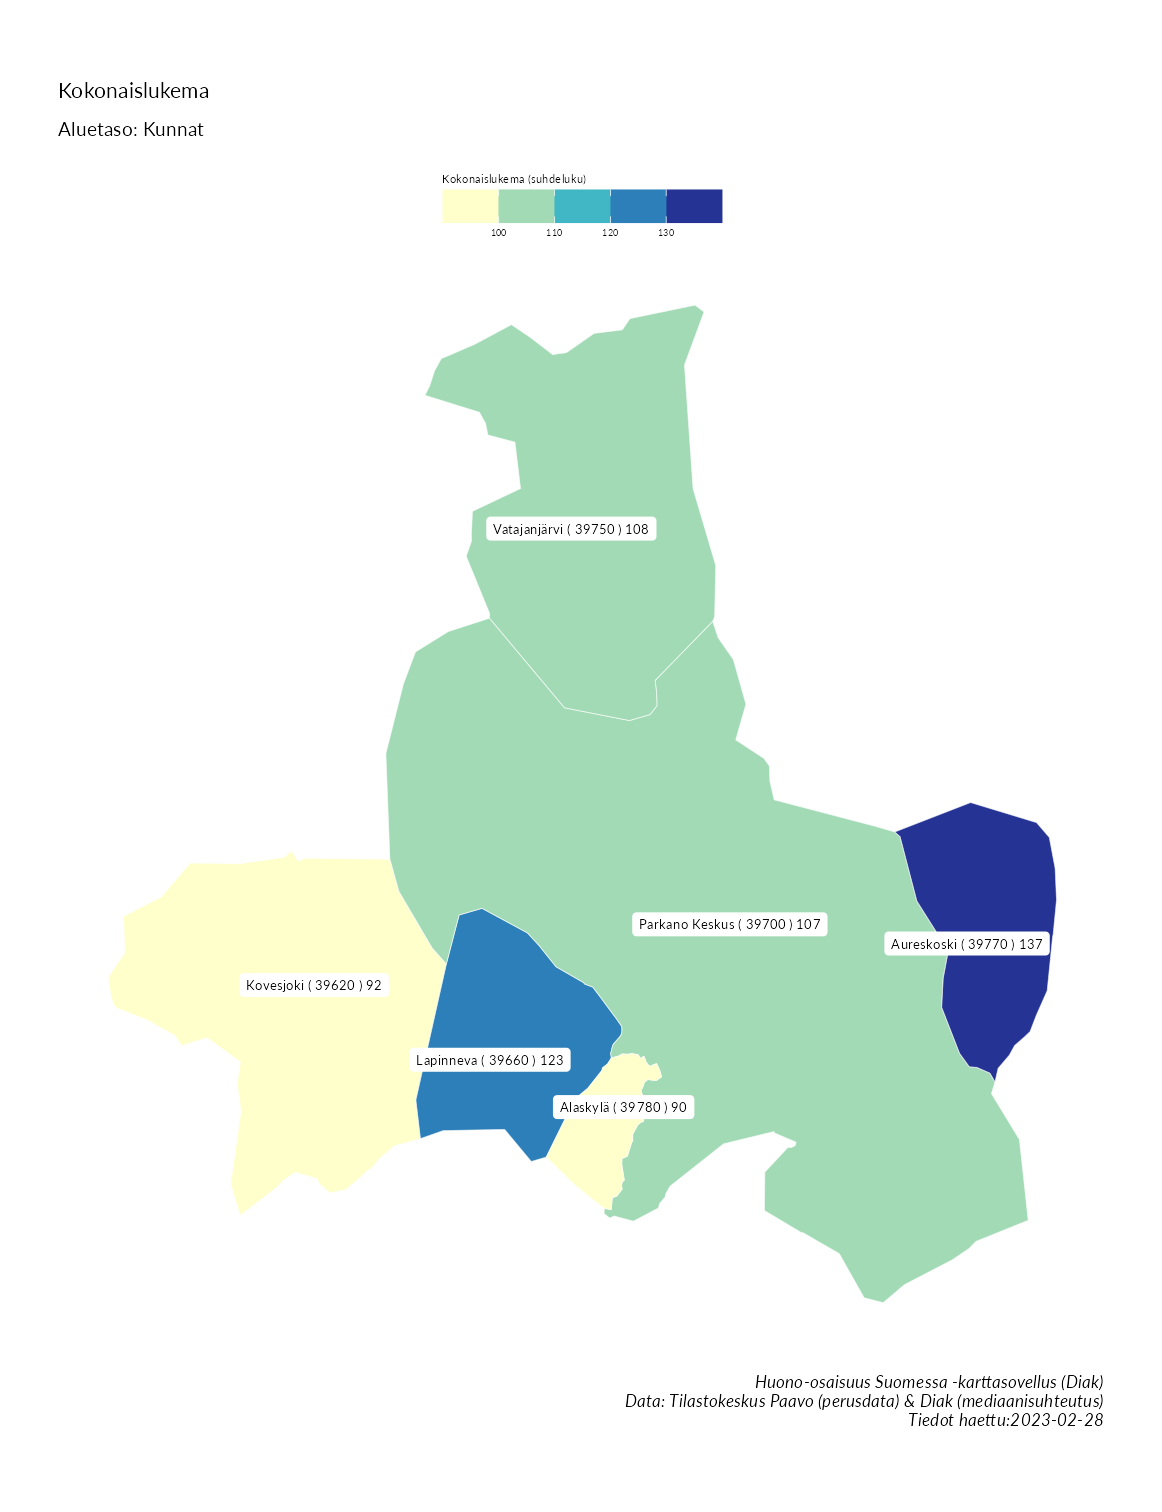 Kokonaislukema
Aluetaso: Kunnat
Kokonaislukema (suhdeluku)
100 110 120 130
Vatajanjärvi ( 39750 ) 108
Parkano Keskus ( 39700 ) 107
Aureskoski ( 39770 ) 137
Kovesjoki ( 39620 ) 92
Lapinneva ( 39660 ) 123
Alaskylä ( 39780 ) 90
Huono-osaisuus Suomessa -karttasovellus (Diak)
Data: Tilastokeskus Paavo (perusdata) & Diak (mediaanisuhteutus)
Tiedot haettu:2023-02-28